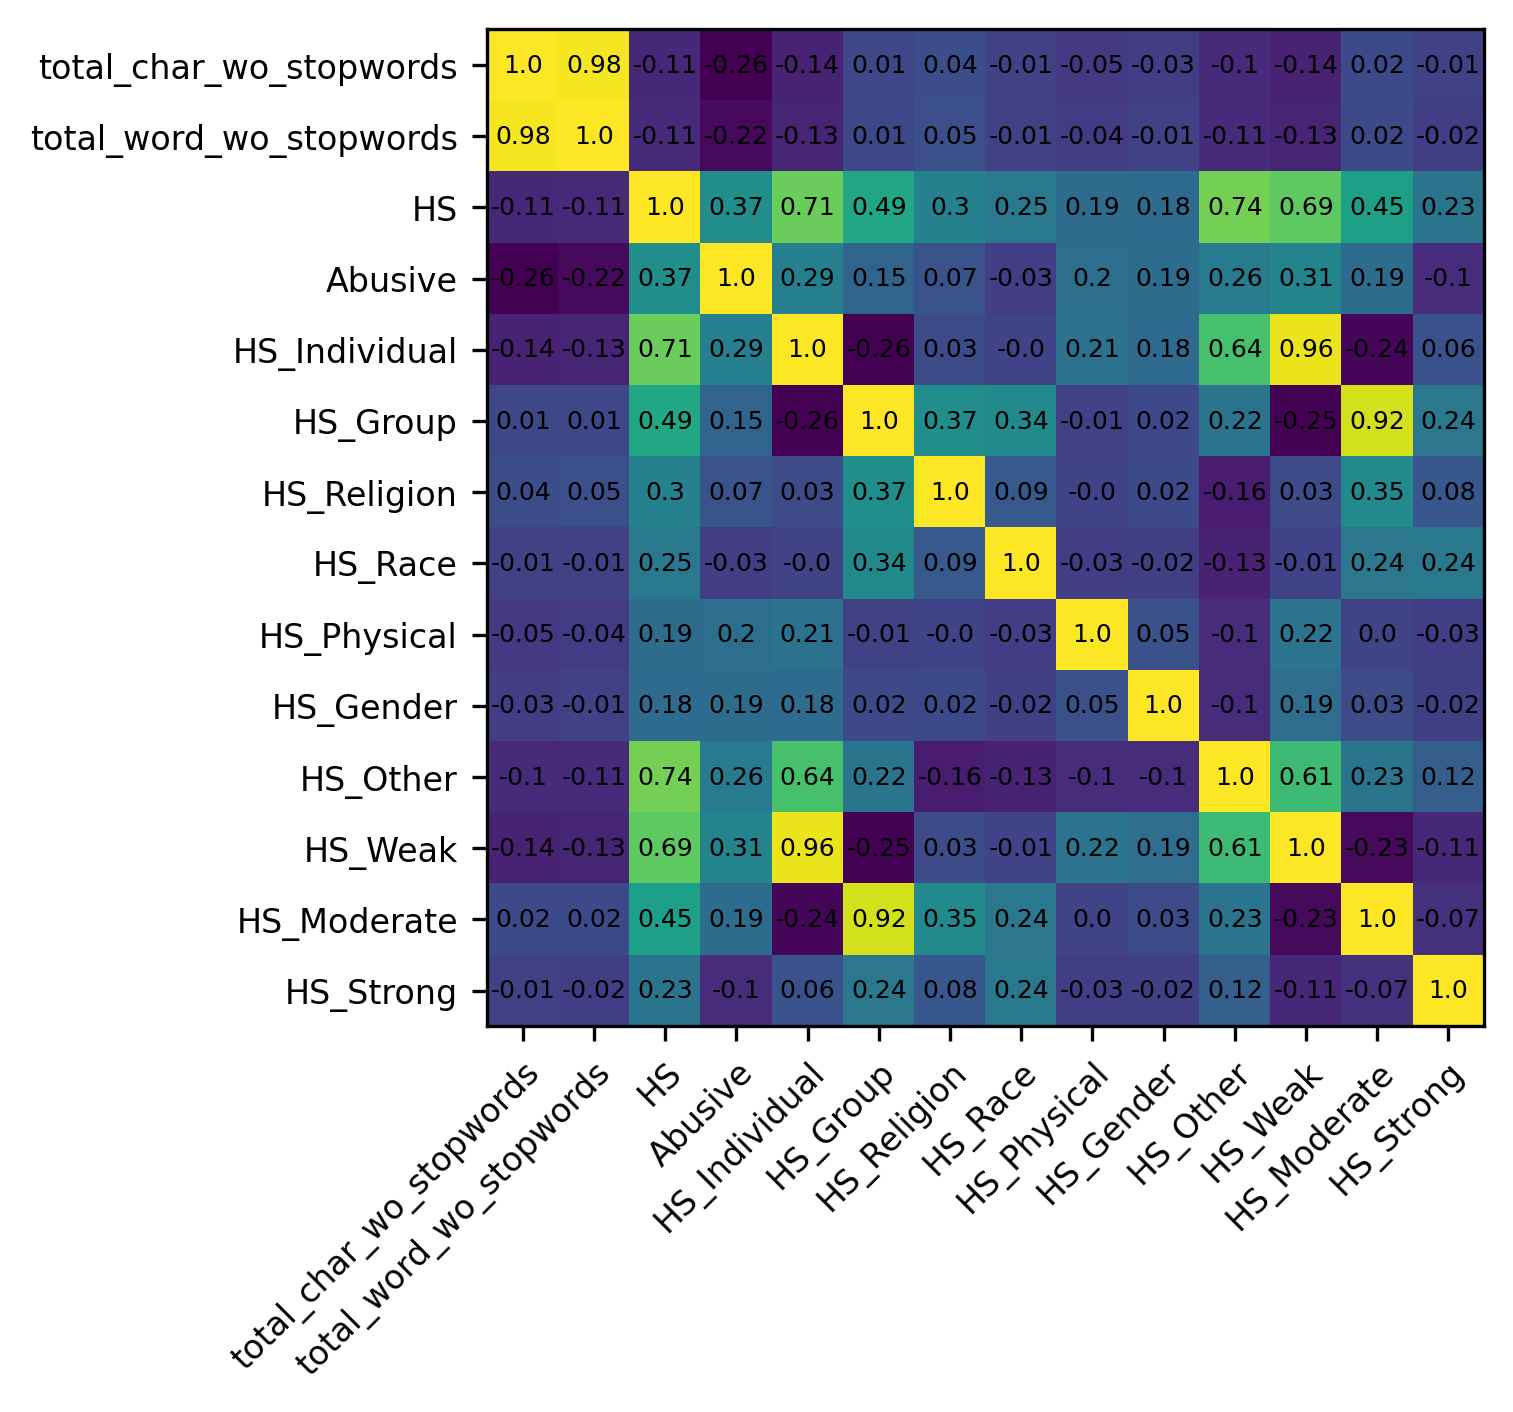 total_char_wo_stopwords 1.0 0.98 -0.11 -0.26 -0.14 0.01 0.04 -0.01 -0.05 -0.03 -0.1 -0.14 0.02 -0.01
total_word_wo_stopwords 0.98 1.0 -0.11 -0.22 -0.13 0.01 0.05 -0.01 -0.04 -0.01 -0.11 -0.13 0.02 -0.02
HS -0.11 -0.11 1.0 0.37 0.71 0.49 0.3 0.25 0.19 0.18 0.74 0.69 0.45 0.23
Abusive -0.26 -0.22 0.37 1.0 0.29 0.15 0.07 -0.03 0.2 0.19 0.26 0.31 0.19 -0.1
HS_Individual -0.14 -0.13 0.71 0.29 1.0 -0.26 0.03 -0.0 0.21 0.18 0.64 0.96 -0.24 0.06
HS_Group 0.01 0.01 0.49 0.15 -0.26 1.0 0.37 0.34 -0.01 0.02 0.22 -0.25 0.92 0.24
HS_Religion 0.04 0.05 0.3 0.07 0.03 0.37 1.0 0.09 -0.0 0.02 -0.16 0.03 0.35 0.08
HS_Race -0.01 -0.01 0.25 -0.03 -0.0 0.34 0.09 1.0 -0.03 -0.02 -0.13 -0.01 0.24 0.24
HS_Physical -0.05 -0.04 0.19 0.2 0.21 -0.01 -0.0 -0.03 1.0 0.05 -0.1 0.22 0.0 -0.03
HS_Gender -0.03 -0.01 0.18 0.19 0.18 0.02 0.02 -0.02 0.05 1.0 -0.1 0.19 0.03 -0.02
HS_Other -0.1 -0.11 0.74 0.26 0.64 0.22 -0.16 -0.13 -0.1 -0.1 1.0 0.61 0.23 0.12
HS_Weak -0.14 -0.13 0.69 0.31 0.96 -0.25 0.03 -0.01 0.22 0.19 0.61 1.0 -0.23 -0.11
HS_Moderate 0.02 0.02 0.45 0.19 -0.24 0.92 0.35 0.24 0.0 0.03 0.23 -0.23 1.0 -0.07
HS_Strong -0.01 -0.02 0.23 -0.1 0.06 0.24 0.08 0.24 -0.03 -0.02 0.12 -0.11 -0.07 1.0
total_char_wo_stopwords
total_word_wo_stopwords
HS
Abusive
HS_Individual
HS_Group
HS_Religion
HS_Race
HS_Physical
HS_Gender
HS_Other
HS_Weak
HS_Moderate
HS_Strong